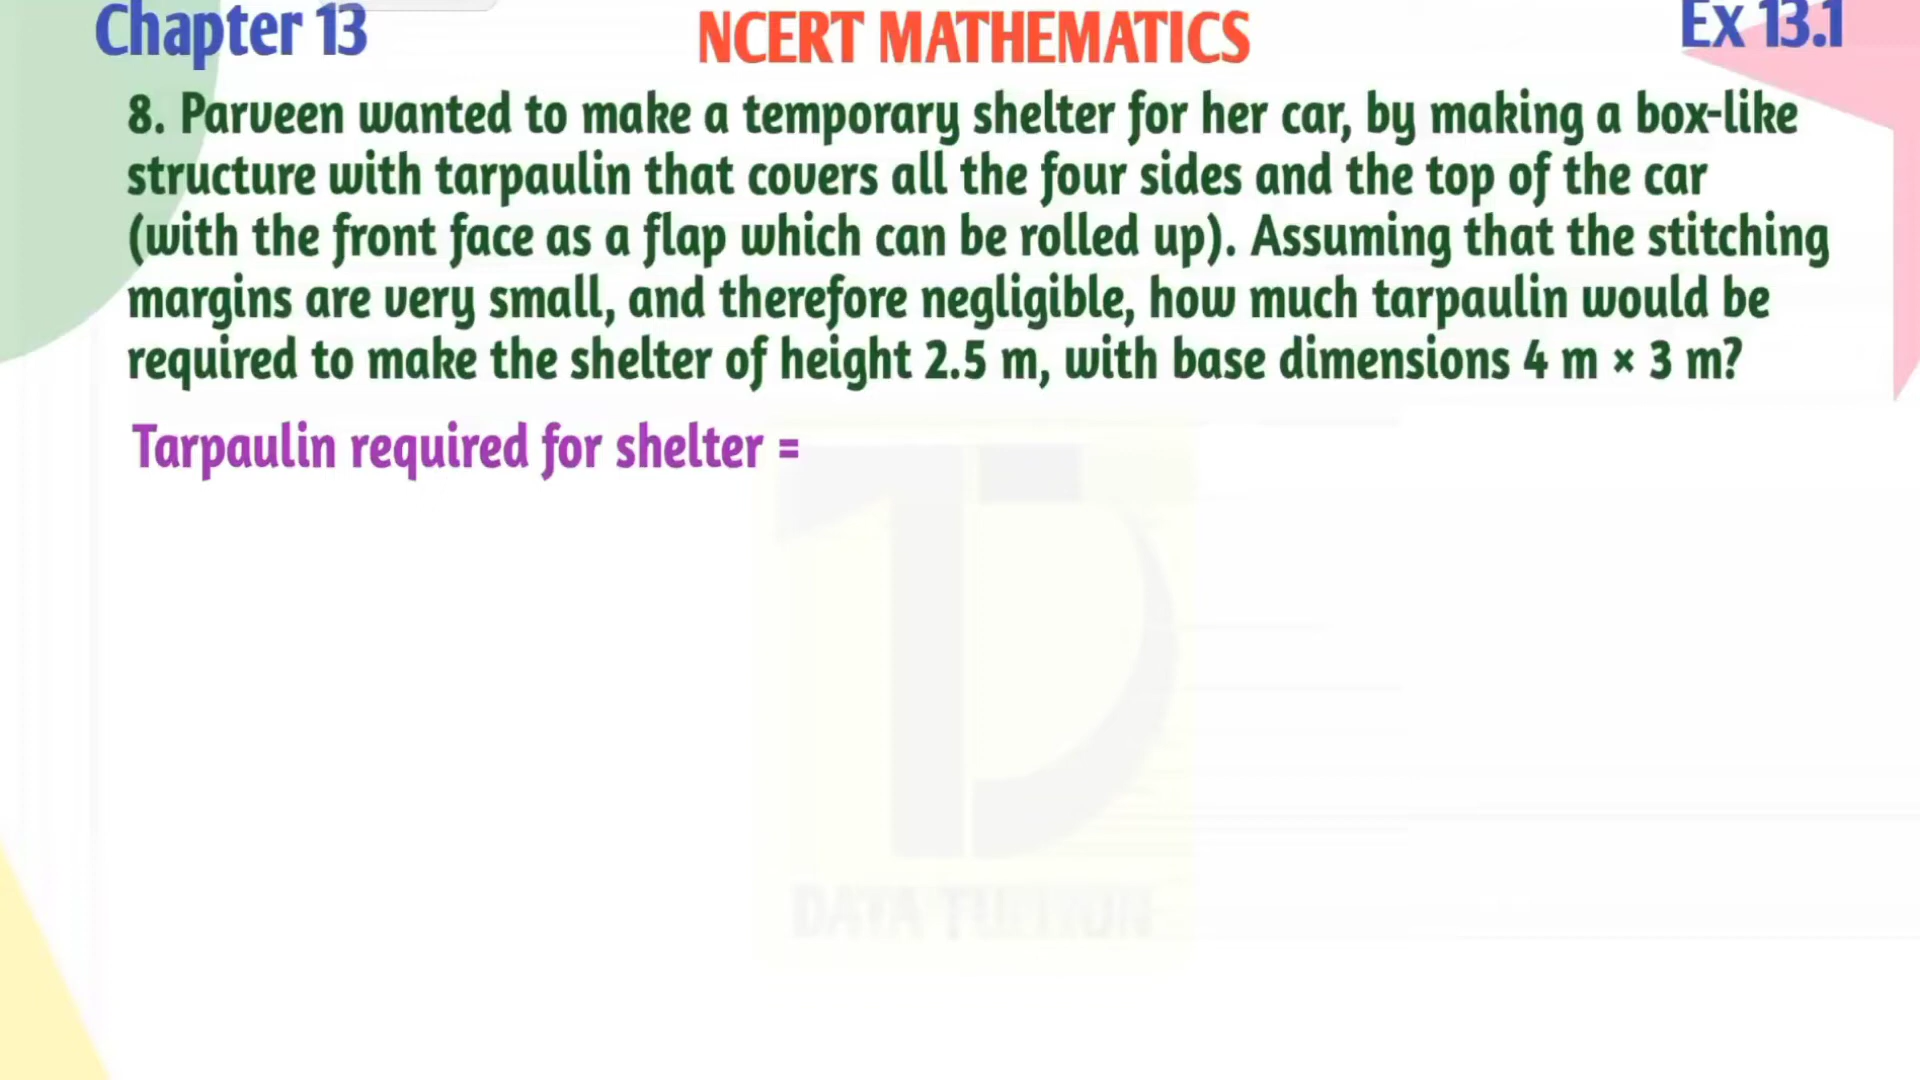 Chapter 13
NCERT MATHEMATICS
Ex 13.1
8. Parveen wanted to make a temporary shelter for her car, by making a box-like
structure with tarpaulin that covers all the four sides and the top of the car
(with the front face as a flap which can be rolled up). Assuming that the stitching
margins are very small, and therefore negligible, how much tarpaulin would be
required to make the shelter of height 2.5 m, with base dimensions 4 m × 3 m?
Tarpaulin required for shelter =
DATA TUITION